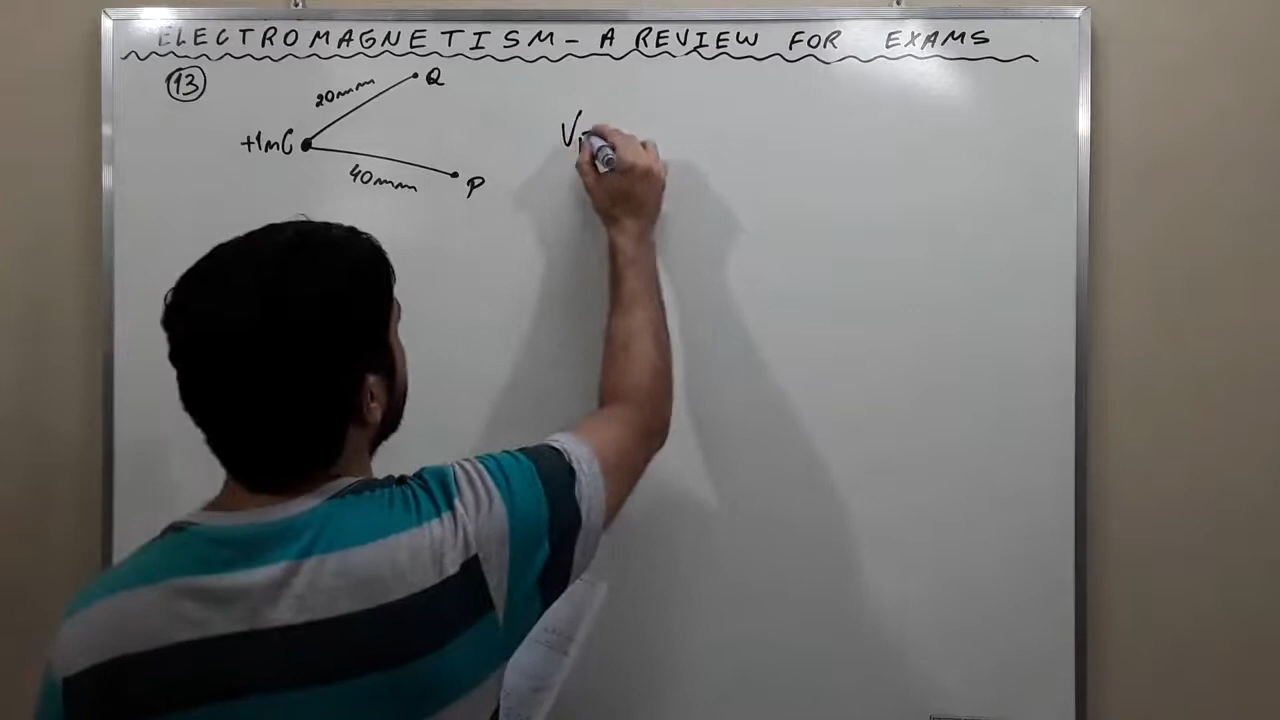 ELECTROMAGNETISM - A REVIEW FOR EXAMS
13
20mm
Q
+1mC
40mm
P
V